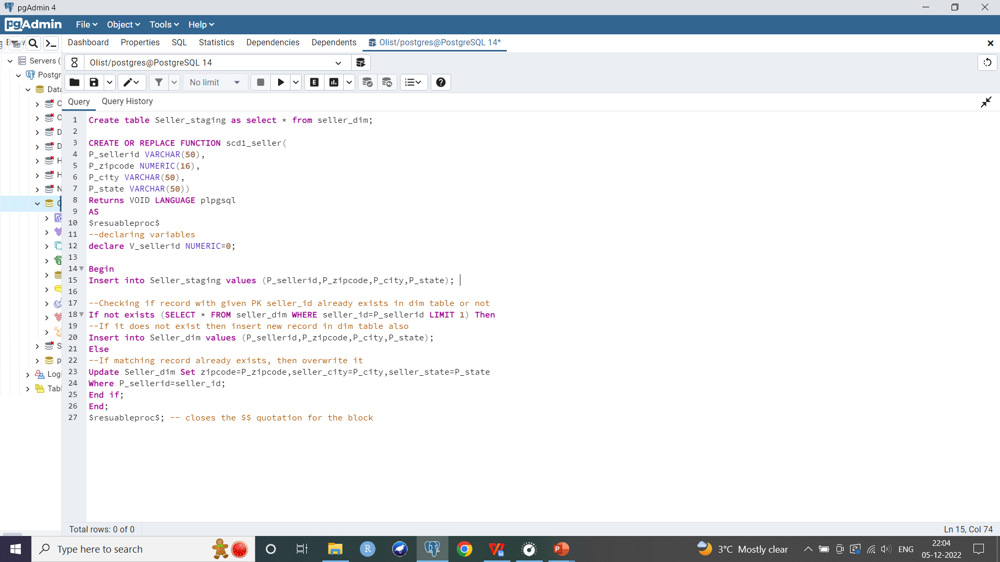 pgAdmin 4
pgAdmin File Object Tools Help
Dashboard Properties SQL Statistics Dependencies Dependents Olist/postgres@PostgreSQL 14*
Servers (
Postgr
Data
C
C
D
D
H
H
N
S
p
Logi
Tabl
Olist/postgres@PostgreSQL 14
No limit
E
Query Query History
1 Create table Seller_staging as select * from seller_dim;
2
3 CREATE OR REPLACE FUNCTION scd1_seller(
4 P_sellerid VARCHAR(50),
5 P_zipcode NUMERIC(16),
6 P_city VARCHAR(50),
7 P_state VARCHAR(50))
8 Returns VOID LANGUAGE plpgsql
9 AS
10 $resuableproc$
11 --declaring variables
12 declare V_sellerid NUMERIC=0;
13
14 Begin
15 Insert into Seller_staging values (P_sellerid,P_zipcode,P_city,P_state);
16
17 --Checking if record with given PK seller_id already exists in dim table or not
18 If not exists (SELECT * FROM seller_dim WHERE seller_id=P_sellerid LIMIT 1) Then
19 --If it does not exist then insert new record in dim table also
20 Insert into Seller_dim values (P_sellerid,P_zipcode,P_city,P_state);
21 Else
22 --If matching record already exists, then overwrite it
23 Update Seller_dim Set zipcode=P_zipcode,seller_city=P_city,seller_state=P_state
24 Where P_sellerid=seller_id;
25 End if;
26 End;
27 $resuableproc$; -- closes the $$ quotation for the block
Total rows: 0 of 0
Ln 15, Col 74
Type here to search
R
P
3°C Mostly clear
ENG
22:04
05-12-2022